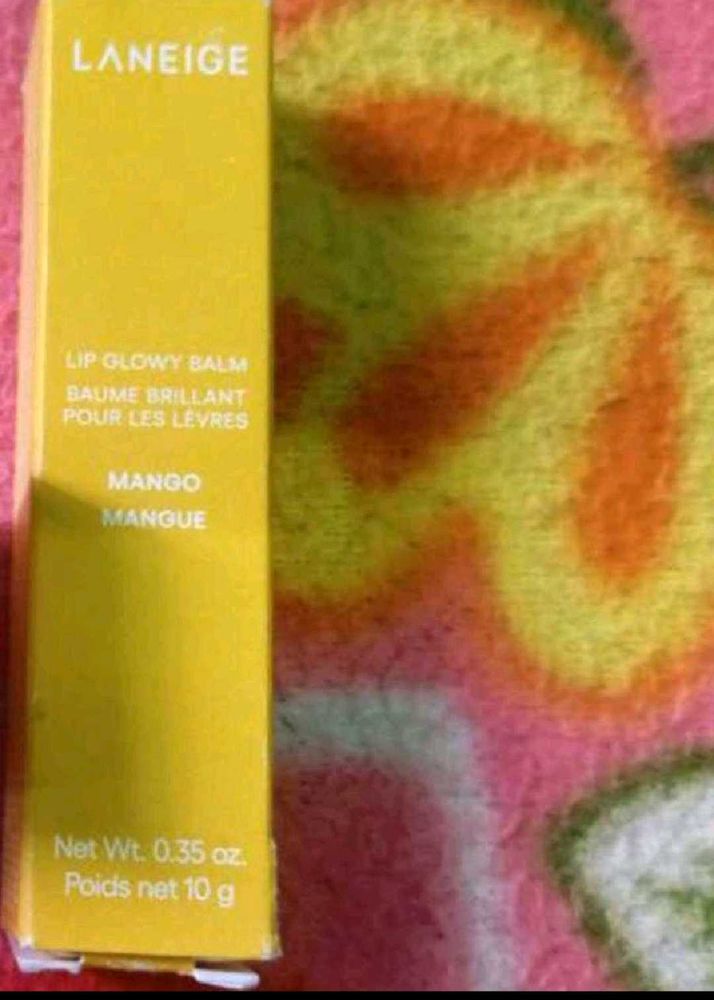 LANEIGE
LIP GLOWY BALM
BAUME BRILLANT
POUR LES LÈVRES
MANGO
MANGUE
Net Wt. 0.35 oz.
Poids net 10 g